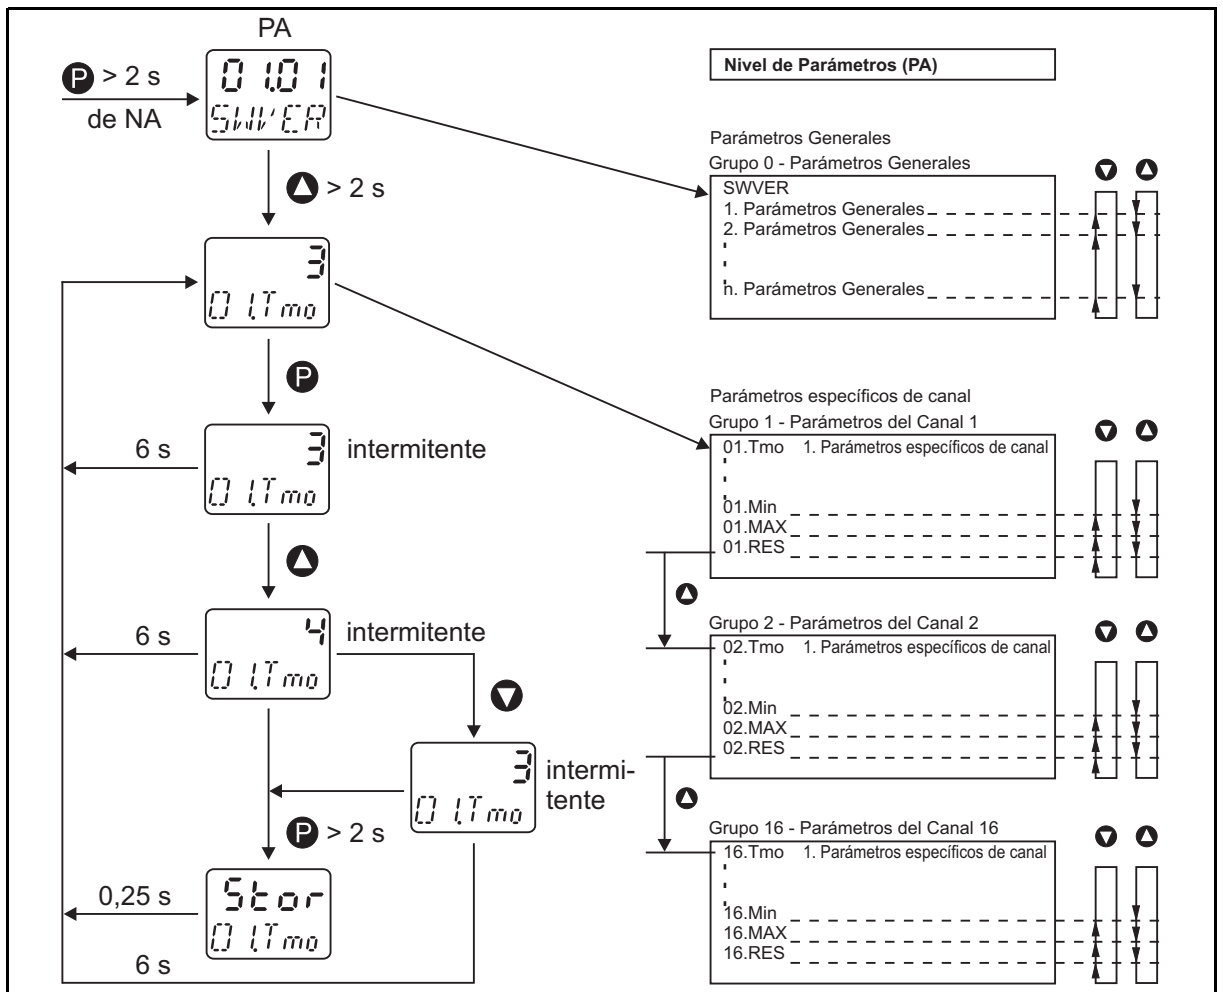 PA
01.01
SWVER
P > 2 s
de NA
> 2 s
3
01.Tmo
P
3
01.Tmo
intermitente
6 s
4
01.Tmo
intermitente
6 s
3
01.Tmo
intermi-
tente
P > 2 s
Stor
01.Tmo
0,25 s
6 s
Nivel de Parámetros (PA)
Parámetros Generales
Grupo 0 - Parámetros Generales
SWVER
1. Parámetros Generales
2. Parámetros Generales
n. Parámetros Generales
Parámetros específicos de canal
Grupo 1 - Parámetros del Canal 1
01.Tmo 1. Parámetros específicos de canal
01.Min
01.MAX
01.RES
Grupo 2 - Parámetros del Canal 2
02.Tmo 1. Parámetros específicos de canal
02.Min
02.MAX
02.RES
Grupo 16 - Parámetros del Canal 16
16.Tmo 1. Parámetros específicos de canal
16.Min
16.MAX
16.RES